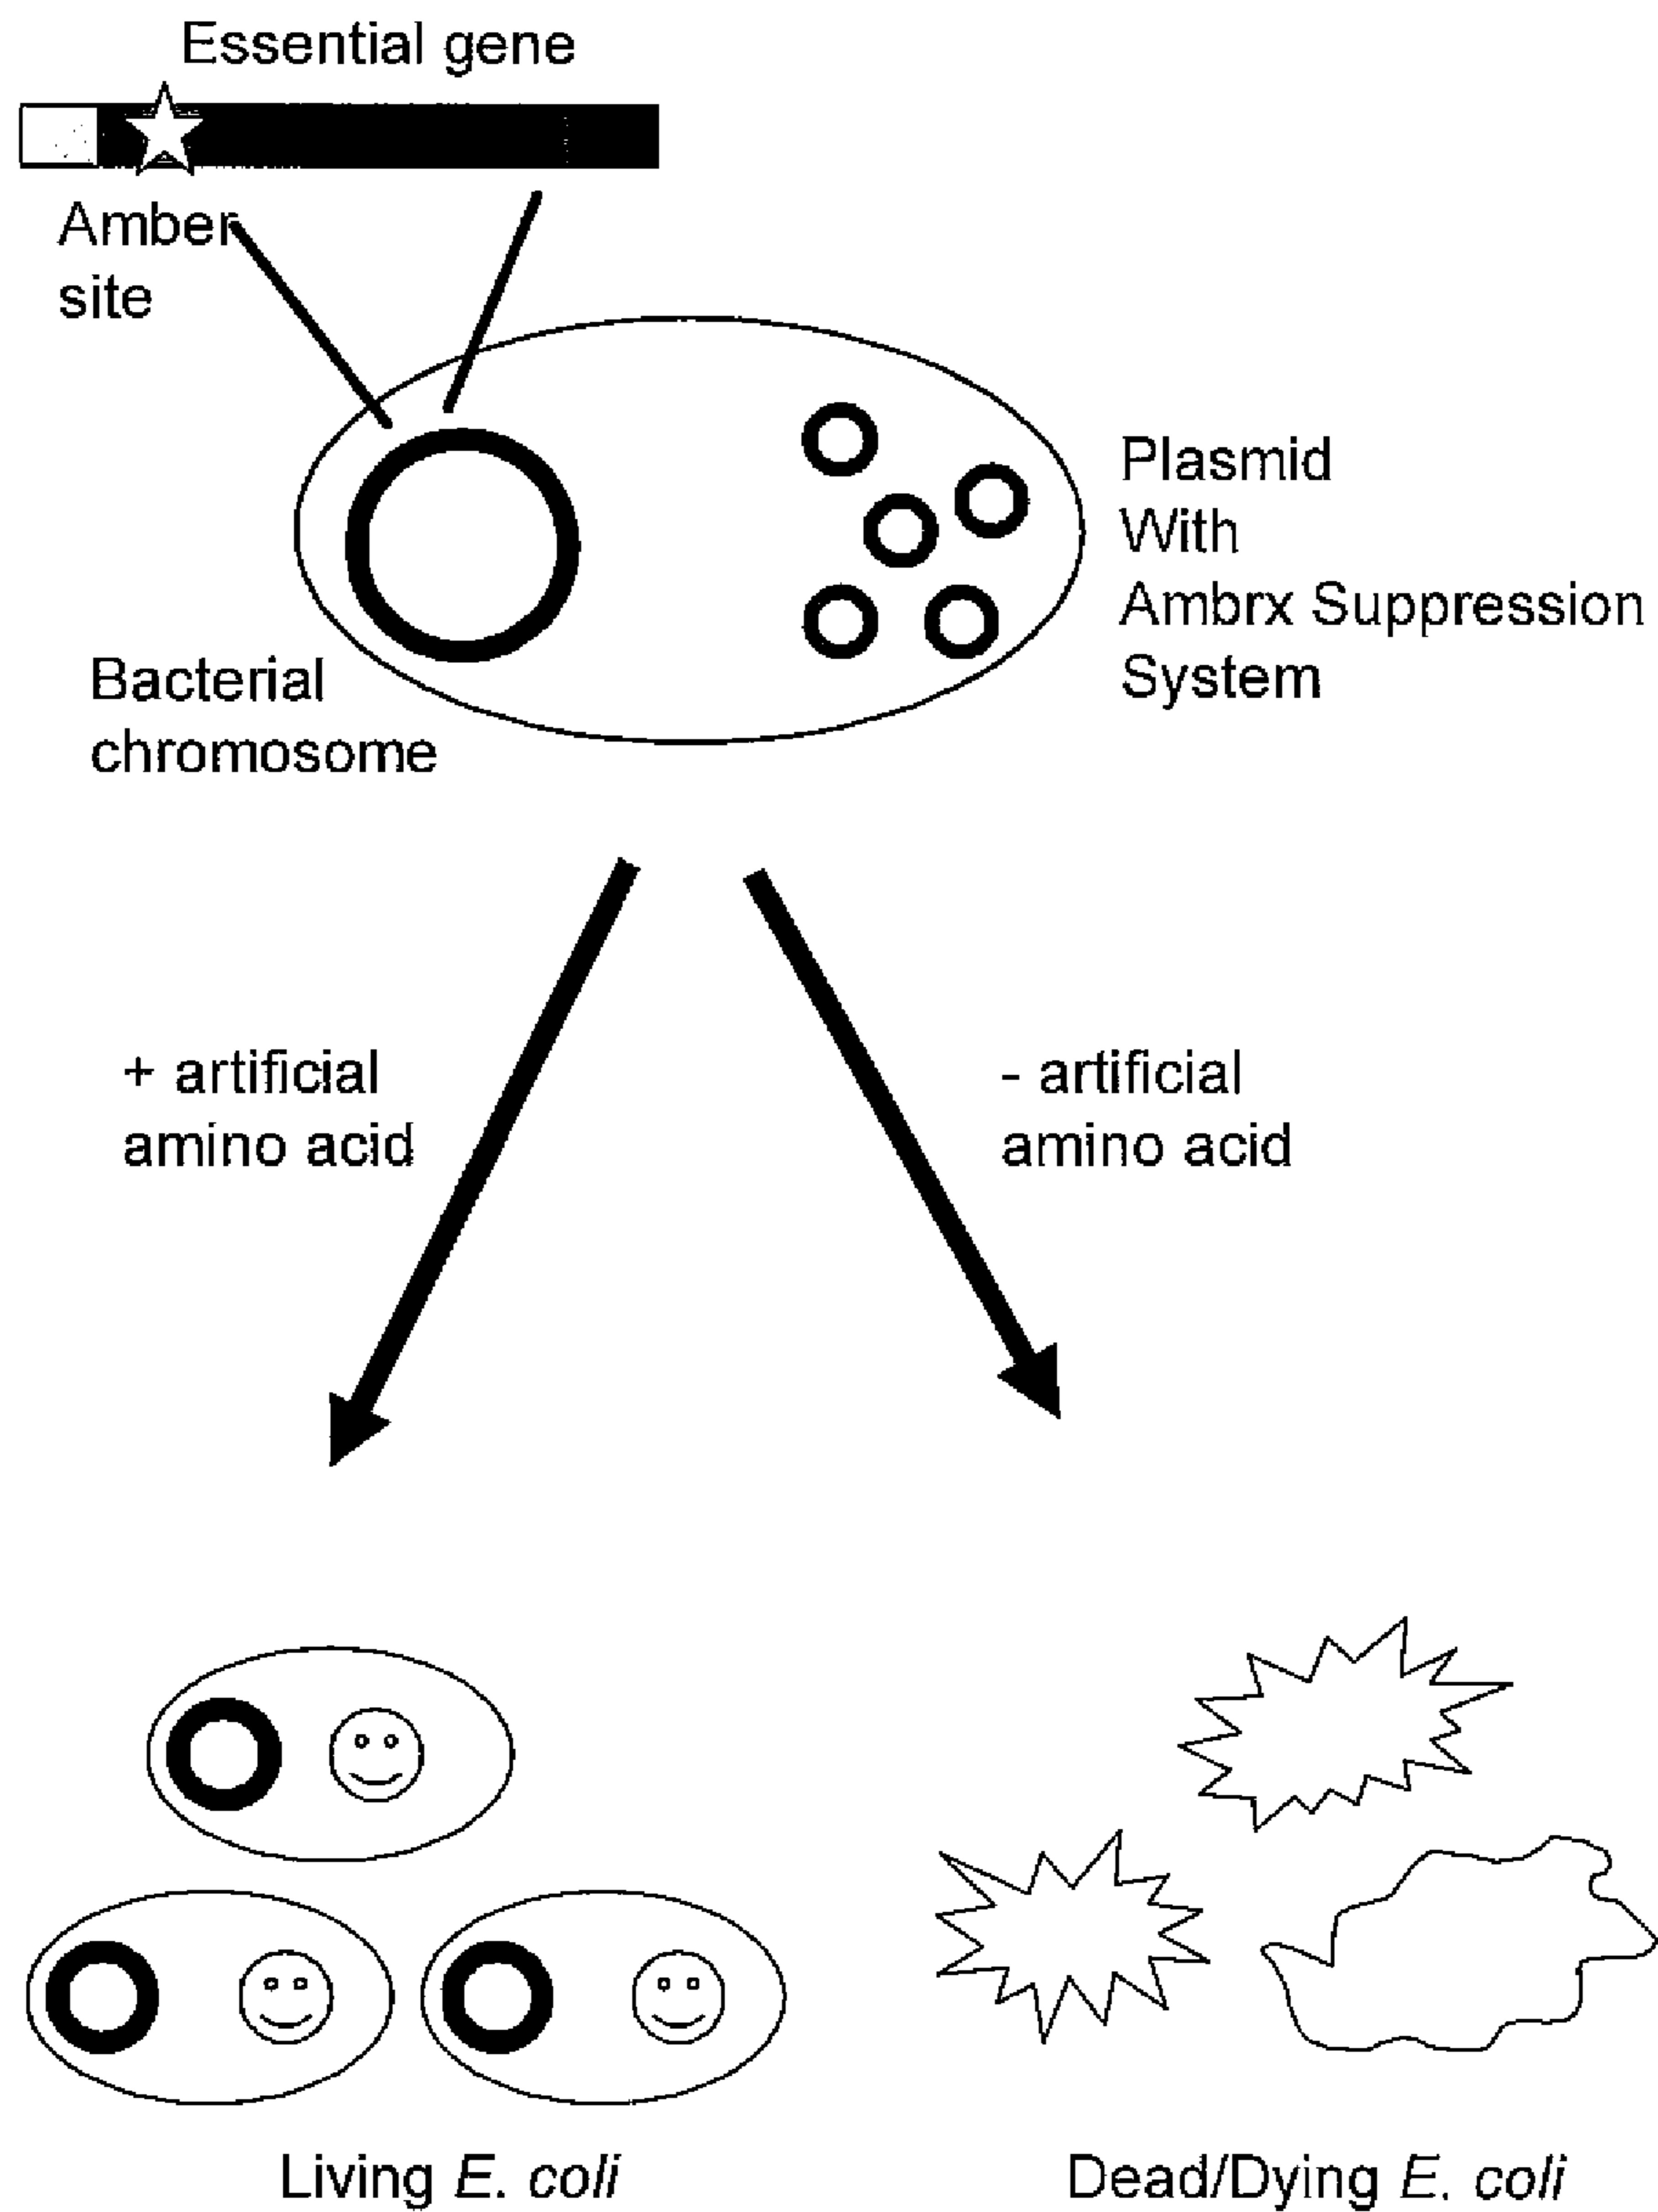 Essential gene
Amber
site
Plasmid
With
Ambrx Suppression
System
Bacterial
chromosome
+ artificial
amino acid
- artificial
amino acid
Living E. coli
Dead/Dying E. coli